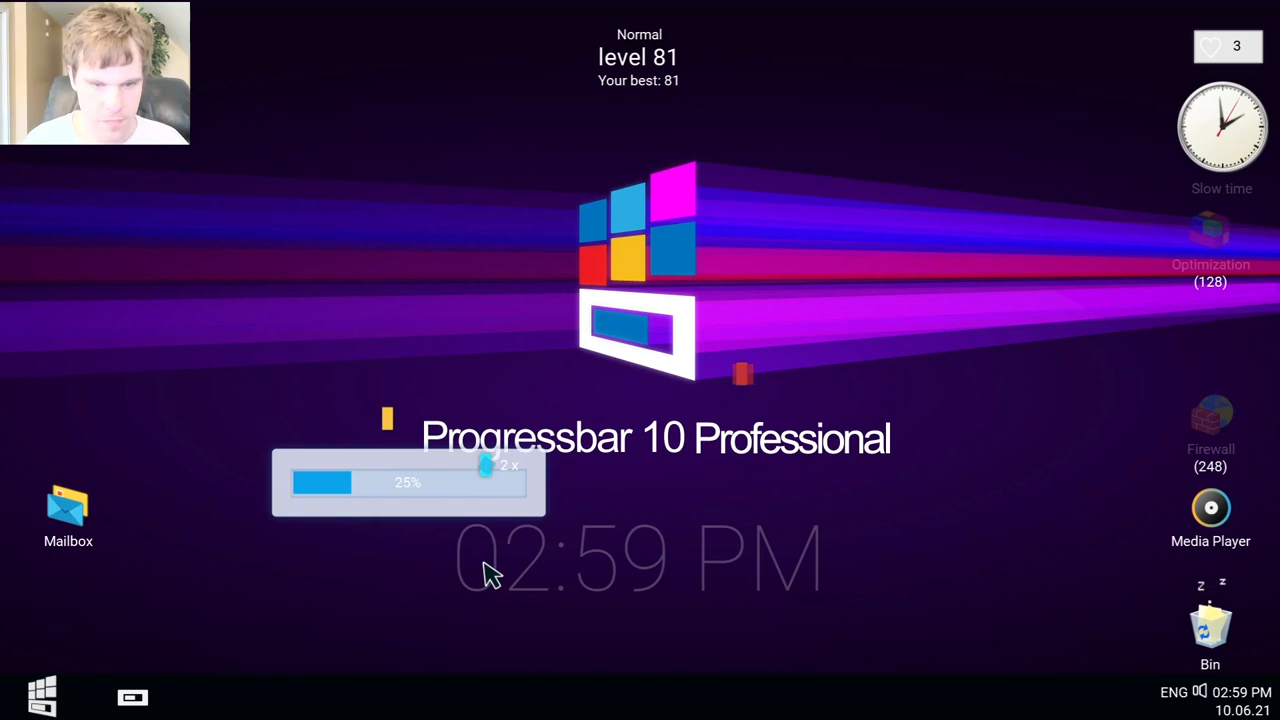 Normal
level 81
Your best: 81
3
Slow time
Optimization
(128)
Progressbar 10 Professional
2 x
25%
Firewall
(248)
02:59 PM
Mailbox
Media Player
z z
Bin
ENG 02:59 PM
10.06.21